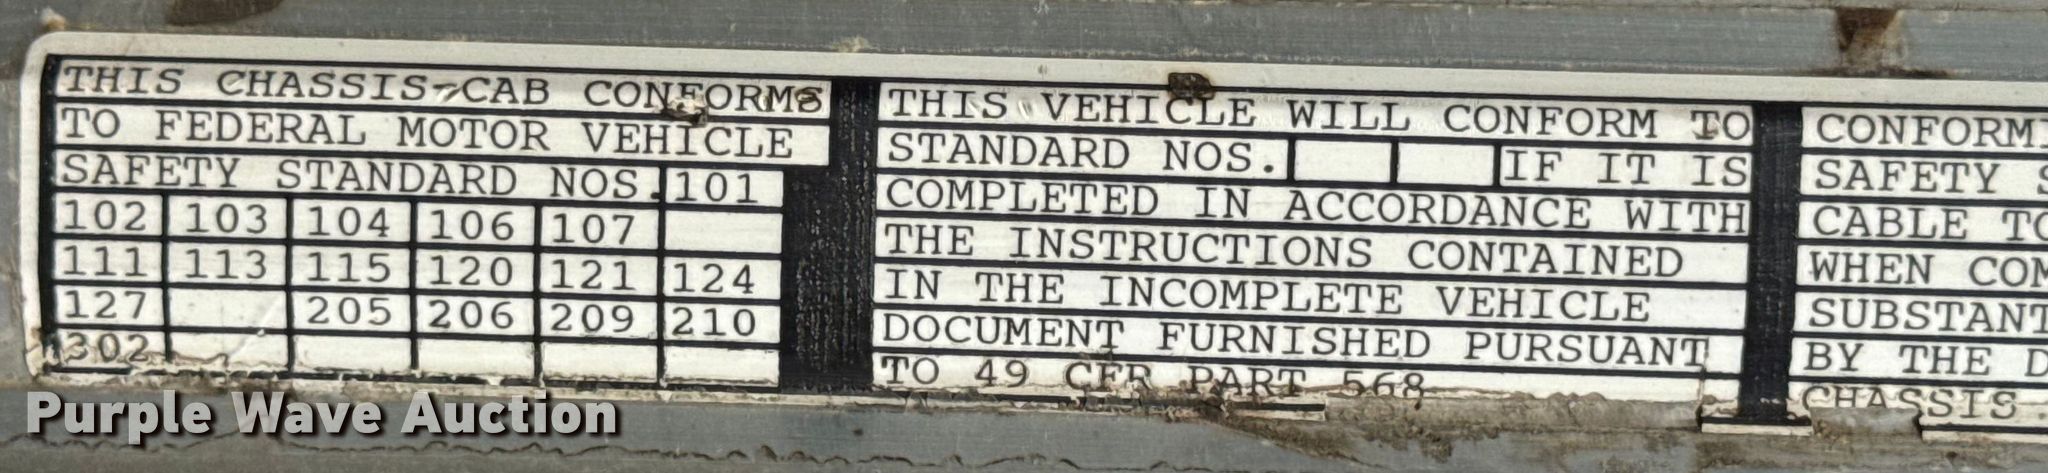 THIS CHASSIS-CAB CONFORMS
TO FEDERAL MOTOR VEHICLE
SAFETY STANDARD NOS. 101
102 103 104 106 107
111 113 115 120 121 124
127 205 206 209 210
302
THIS VEHICLE WILL CONFORM TO
STANDARD NOS. IF IT IS
COMPLETED IN ACCORDANCE WITH
THE INSTRUCTIONS CONTAINED
IN THE INCOMPLETE VEHICLE
DOCUMENT FURNISHED PURSUANT
TO 49 CFR PART 568
CONFORM
SAFETY S
CABLE TO
WHEN COM
SUBSTANT
BY THE D
CHASSIS.
Purple Wave Auction